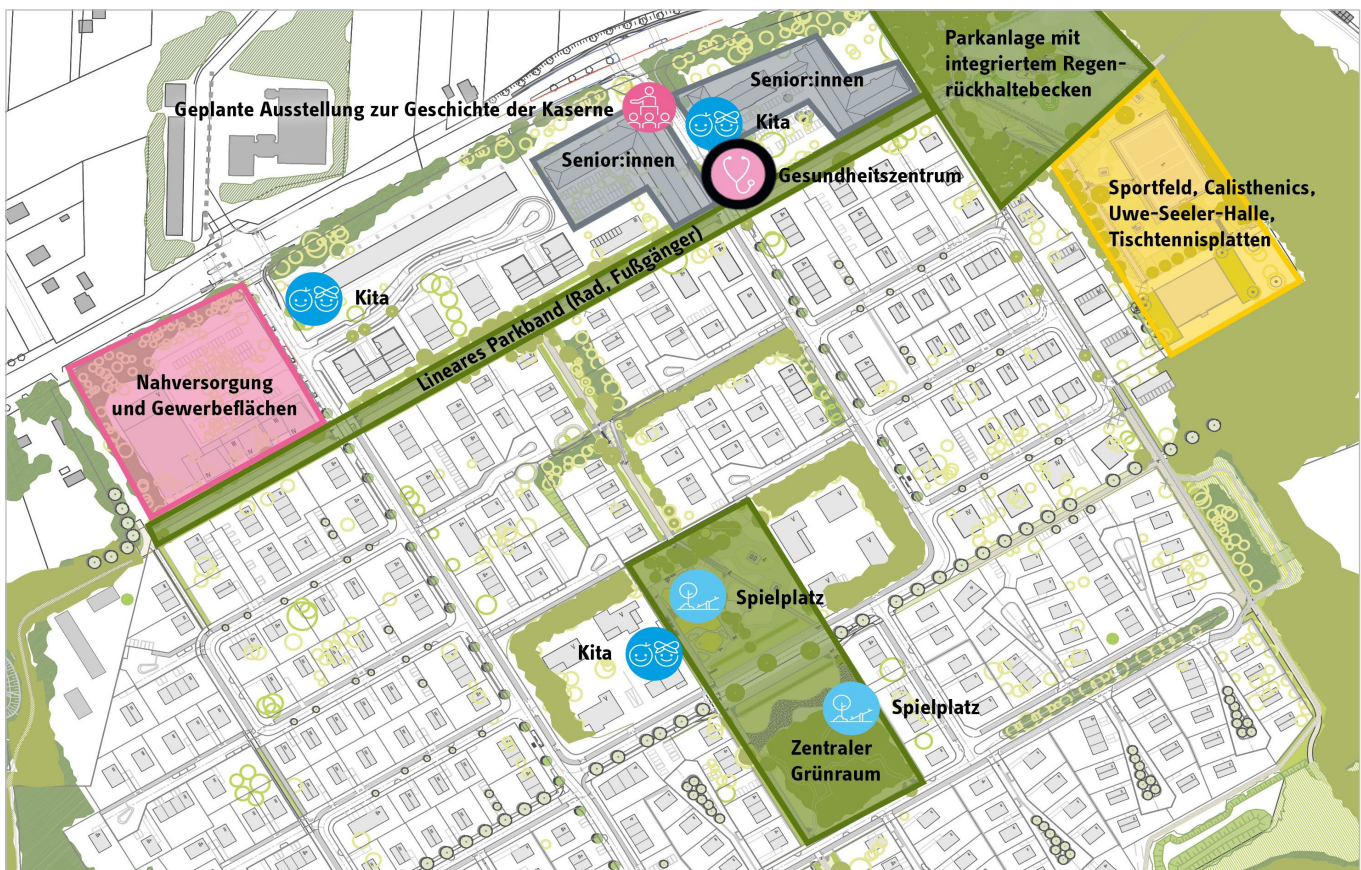 Parkanlage mit
integriertem Regen-
rückhaltebecken
Senior:innen
Geplante Ausstellung zur Geschichte der Kaserne
Kita
Senior:innen
Gesundheitszentrum
Sportfeld, Calisthenics,
Uwe-Seeler-Halle,
Tischtennisplatten
Lineares Parkband (Rad, Fußgänger)
Kita
Nahversorgung
und Gewerbeflächen
Spielplatz
Kita
Spielplatz
Zentraler
Grünraum